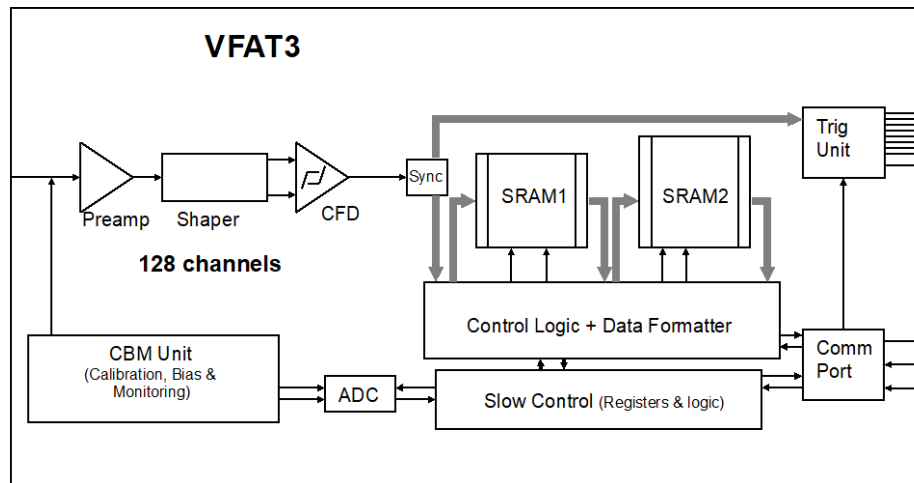 VFAT3
Trig
Unit
Sync
SRAM1
SRAM2
Preamp
Shaper
CFD
128 channels
Control Logic + Data Formatter
CBM Unit
(Calibration, Bias &
Monitoring)
ADC
Slow Control (Registers & logic)
Comm
Port